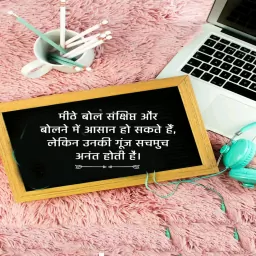 मीठे बोल संक्षिप्त और
बोलने में आसान हो सकते हैं,
लेकिन उनकी गूंज सचमुच
अनंत होती है।